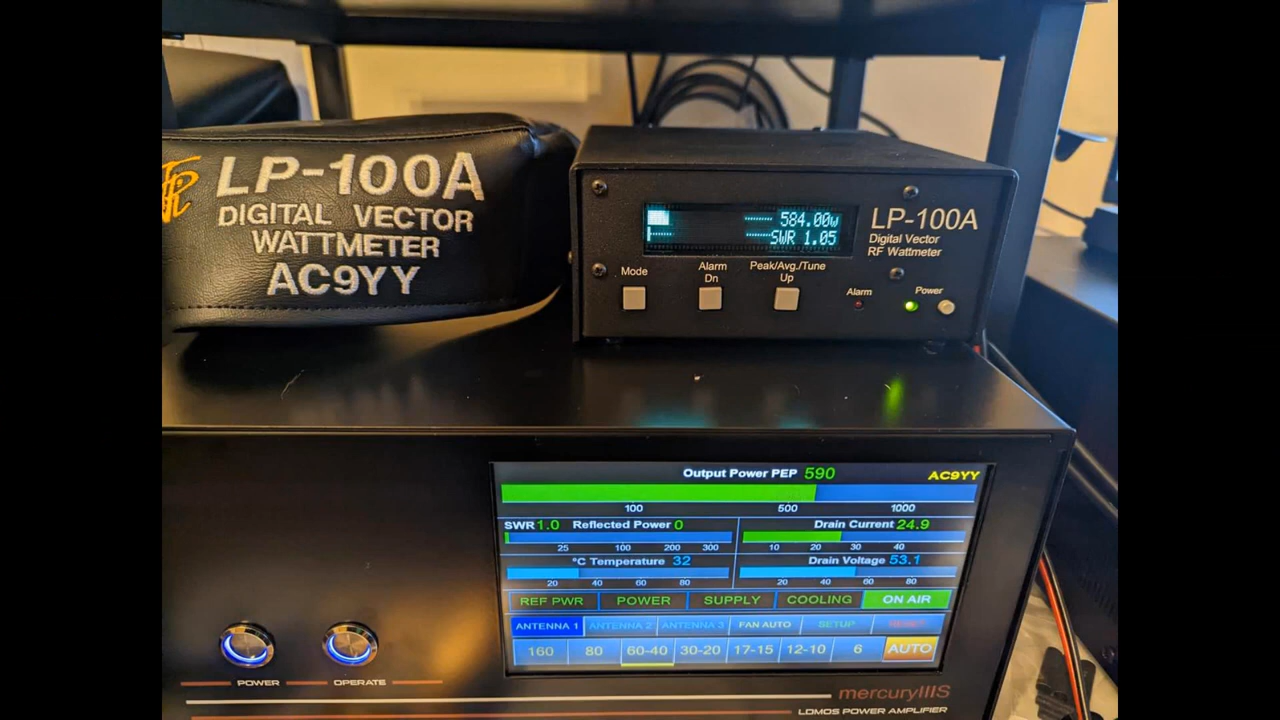 LP-100A
DIGITAL VECTOR
WATTMETER
AC9YY
584.00w
SWR 1.05
LP-100A
Digital Vector
RF Wattmeter
Mode
Alarm
Dn
Peak/Avg./Tune
Up
Alarm
Power
Output Power PEP 590
AC9YY
100 500 1000
SWR 1.0 Reflected Power 0
25 100 200 300
Drain Current 24.9
10 20 30 40
°C Temperature 32
20 40 60 80
Drain Voltage 53.1
20 40 60 80
REF PWR POWER SUPPLY COOLING ON AIR
ANTENNA 1 ANTENNA 2 ANTENNA 3 FAN AUTO SETUP RESET
160 80 60-40 30-20 17-15 12-10 6 AUTO
POWER OPERATE
mercuryIIIS
LDMOS POWER AMPLIFIER